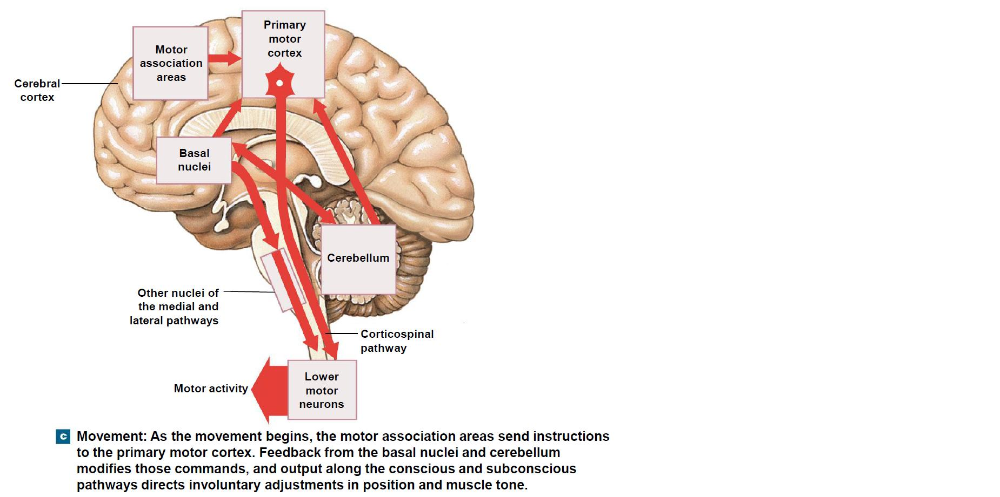 Primary
motor
cortex
Motor
association
areas
Cerebral
cortex
Basal
nuclei
Cerebellum
Other nuclei of
the medial and
lateral pathways
Corticospinal
pathway
Lower
motor
neurons
Motor activity
c Movement: As the movement begins, the motor association areas send instructions
to the primary motor cortex. Feedback from the basal nuclei and cerebellum
modifies those commands, and output along the conscious and subconscious
pathways directs involuntary adjustments in position and muscle tone.